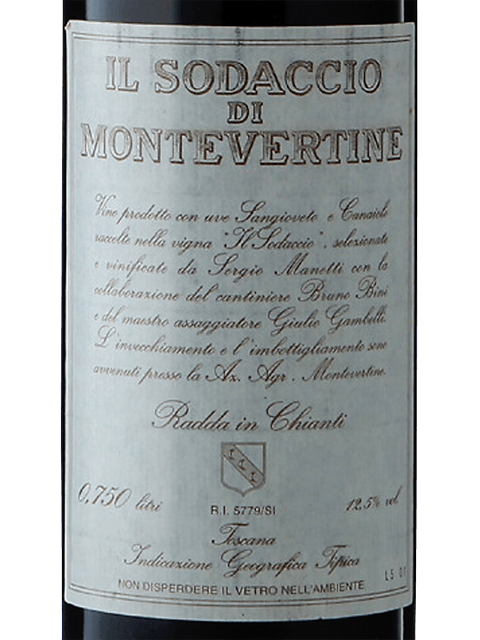 IL SODACCIO
DI
MONTEVERTINE
Vino prodotto con uve Sangioveto e Canaiolo
raccolte nella vigna "Il Sodaccio", selezionate
e vinificate da Sergio Manetti con la
collaborazione del cantiniere Bruno Bini
e del maestro assaggiatore Giulio Gambelli.
L'invecchiamento e l'imbottigliamento sono
avvenuti presso la Az. Agr. Montevertine.
Radda in Chianti
0,750 litri
R.I. 5779/SI
12,5% vol.
Toscana
Indicazione Geografica Tipica
NON DISPERDERE IL VETRO NELL'AMBIENTE